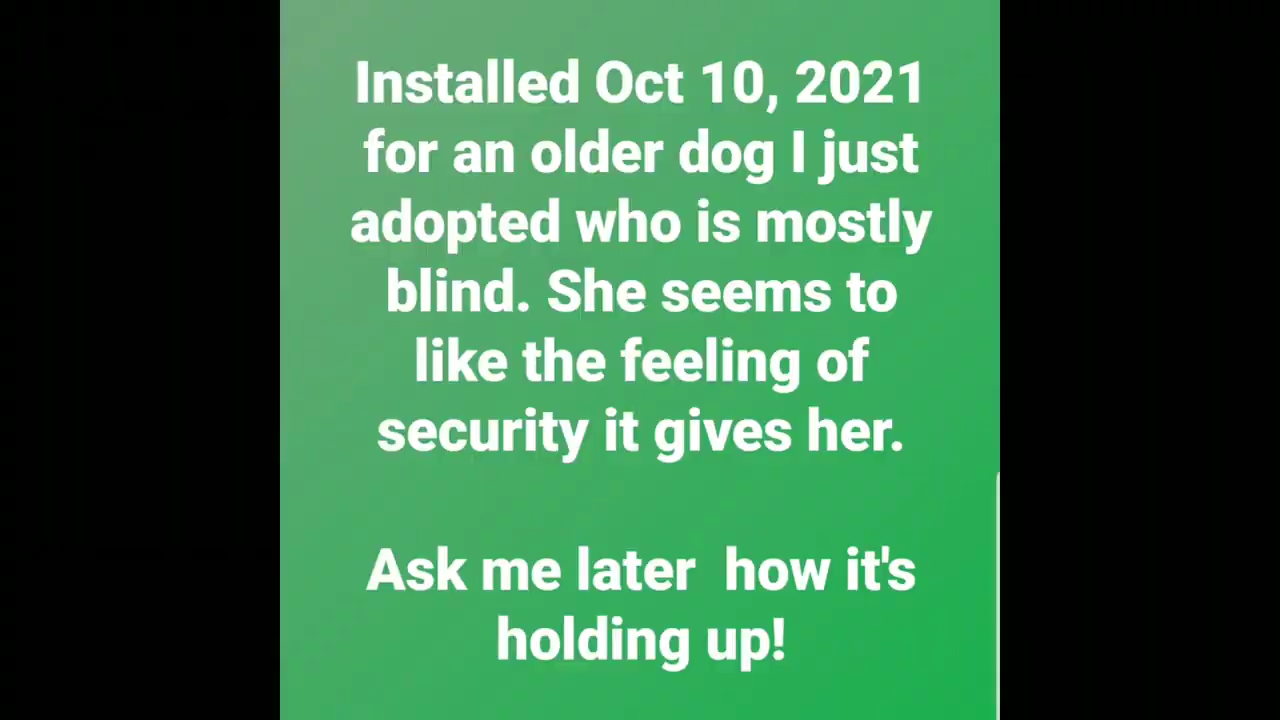 Installed Oct 10, 2021
for an older dog I just
adopted who is mostly
blind. She seems to
like the feeling of
security it gives her.
Ask me later  how it's
holding up!